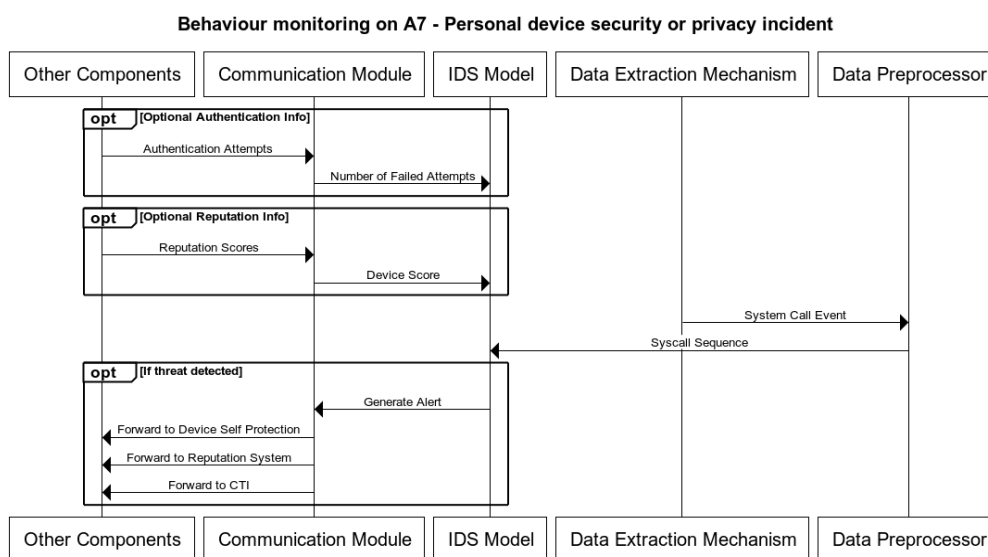 Behaviour monitoring on A7 - Personal device security or privacy incident
Other Components
Communication Module
IDS Model
Data Extraction Mechanism
Data Preprocessor
opt
[Optional Authentication Info]
Authentication Attempts
Number of Failed Attempts
opt
[Optional Reputation Info]
Reputation Scores
Device Score
System Call Event
Syscall Sequence
opt
[If threat detected]
Generate Alert
Forward to Device Self Protection
Forward to Reputation System
Forward to CTI
Other Components
Communication Module
IDS Model
Data Extraction Mechanism
Data Preprocessor